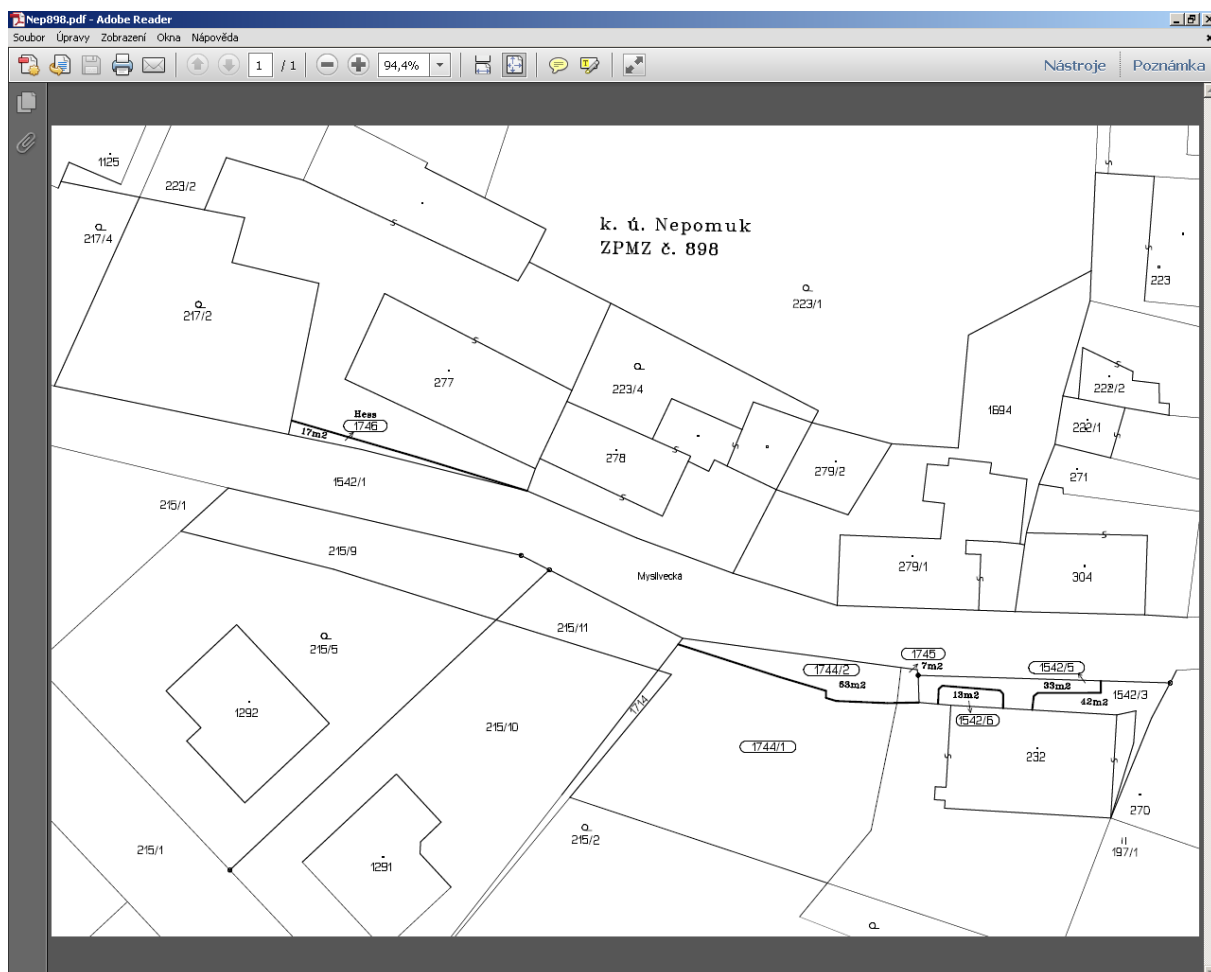 Nep898.pdf - Adobe Reader
Soubor Úpravy Zobrazení Okna Nápověda
1 / 1 94,4% Nástroje Poznámka
1125
223/2
k. ú. Nepomuk
ZPMZ č. 898
217/4
223
223/1
217/2
277
223/4
222/2
1694
Hess
1746
17m2
222/1
278
279/2
271
1542/1
215/1
215/9
279/1
304
Myslivecká
215/11
215/5
1745
7m2
1744/2
53m2
1542/5
33m2
13m2
1542/3
42m2
1714
1292
1542/6
215/10
1744/1
232
270
215/2
215/1
197/1
1291